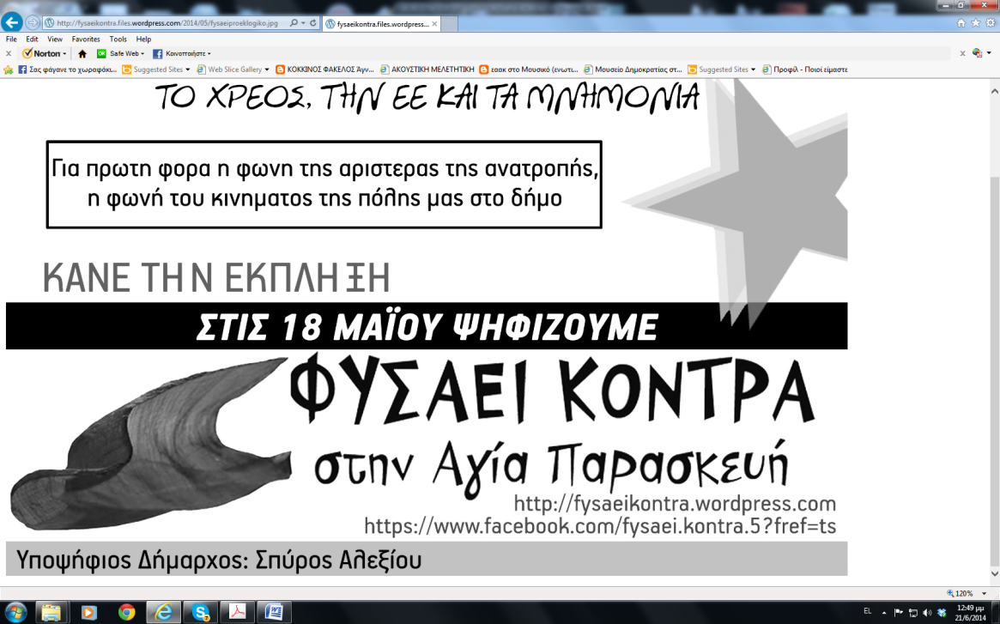 http://fysaeikontra.files.wordpress.com/2014/05/fysaeiproeklogiko.jpg
fysaeikontra.files.wordpress...
File Edit View Favorites Tools Help
Norton
Safe Web
Κοινοποιήστε
Σας φάγανε το χωραφάκι...
Suggested Sites
Web Slice Gallery
ΚΟΚΚΙΝΟΣ ΦΑΚΕΛΟΣ Άγν...
ΑΚΟΥΣΤΙΚΗ ΜΕΛΕΤΗΤΙΚΗ
εαακ στο Μουσικό (ενωτι...
Μουσείο Δημοκρατίας στ...
Suggested Sites
Προφίλ - Ποιοί είμαστε
ΤΟ ΧΡΕΟΣ, ΤΗΝ ΕΕ ΚΑΙ ΤΑ ΜΝΗΜΟΝΙΑ
Για πρωτη φορα η φωνη της αριστερας της ανατροπής,
η φωνή του κινηματος της πόλης μας στο δήμο
ΚΑΝΕ ΤΗ Ν ΕΚΠΛΗ ΞΗ
ΣΤΙΣ 18 ΜΑΪΟΥ ΨΗΦΙΖΟΥΜΕ
ΦΥΣΑΕΙ ΚΟΝΤΡΑ
στην Αγία Παρασκευή
http://fysaeikontra.wordpress.com
https://www.facebook.com/fysaei.kontra.5?fref=ts
Υποψήφιος Δήμαρχος: Σπύρος Αλεξίου
120%
EL
12:49 μμ
21/6/2014